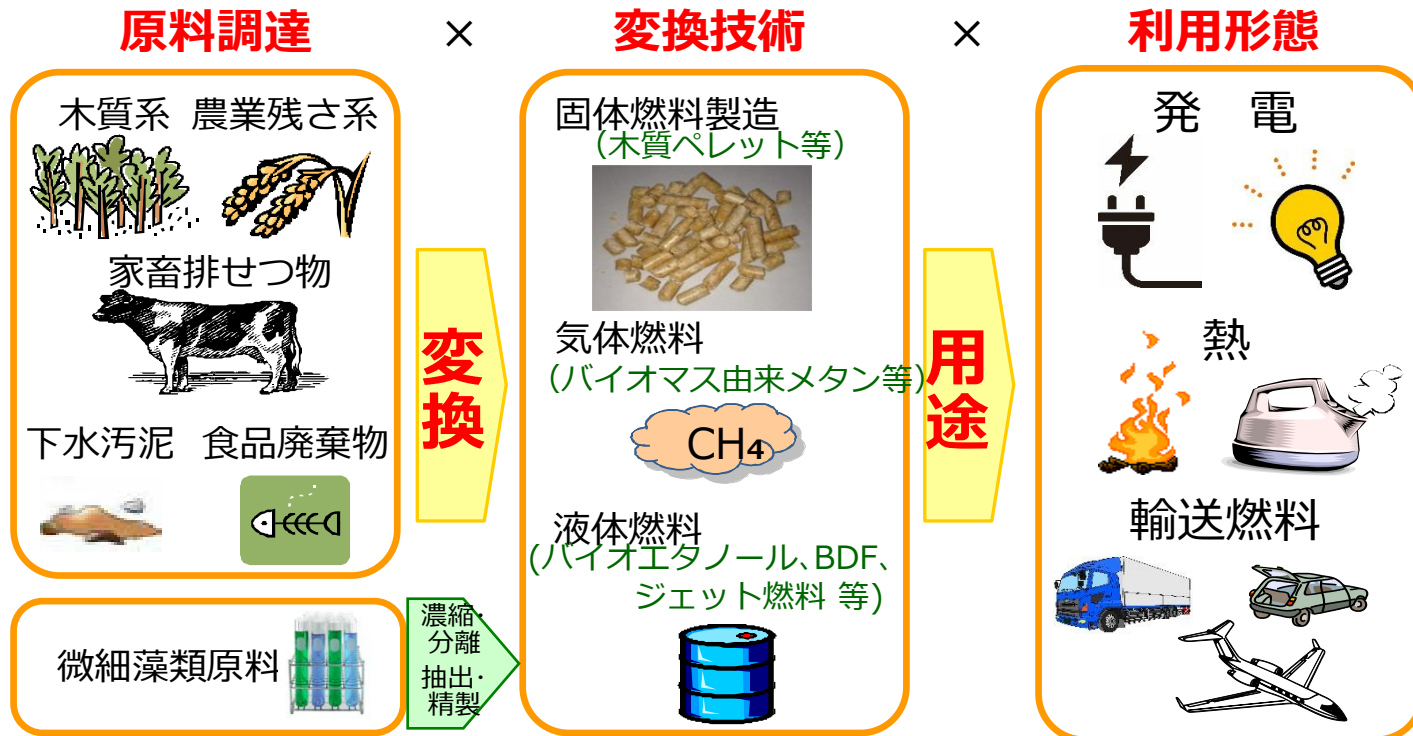 原料調達 × 変換技術 × 利用形態
木質系 農業残さ系
家畜排せつ物
下水汚泥 食品廃棄物
微細藻類原料
変換
濃縮・
分離
抽出・
精製
固体燃料製造
(木質ペレット等)
気体燃料
(バイオマス由来メタン等)
CH₄
液体燃料
(バイオエタノール、BDF、
ジェット燃料 等)
用途
発 電
熱
輸送燃料